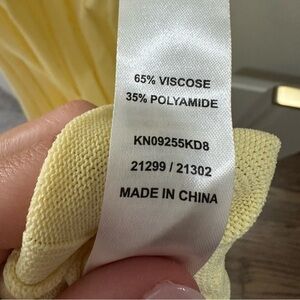 65% VISCOSE
35% POLYAMIDE
KN09255KD8
21299 / 21302
MADE IN CHINA